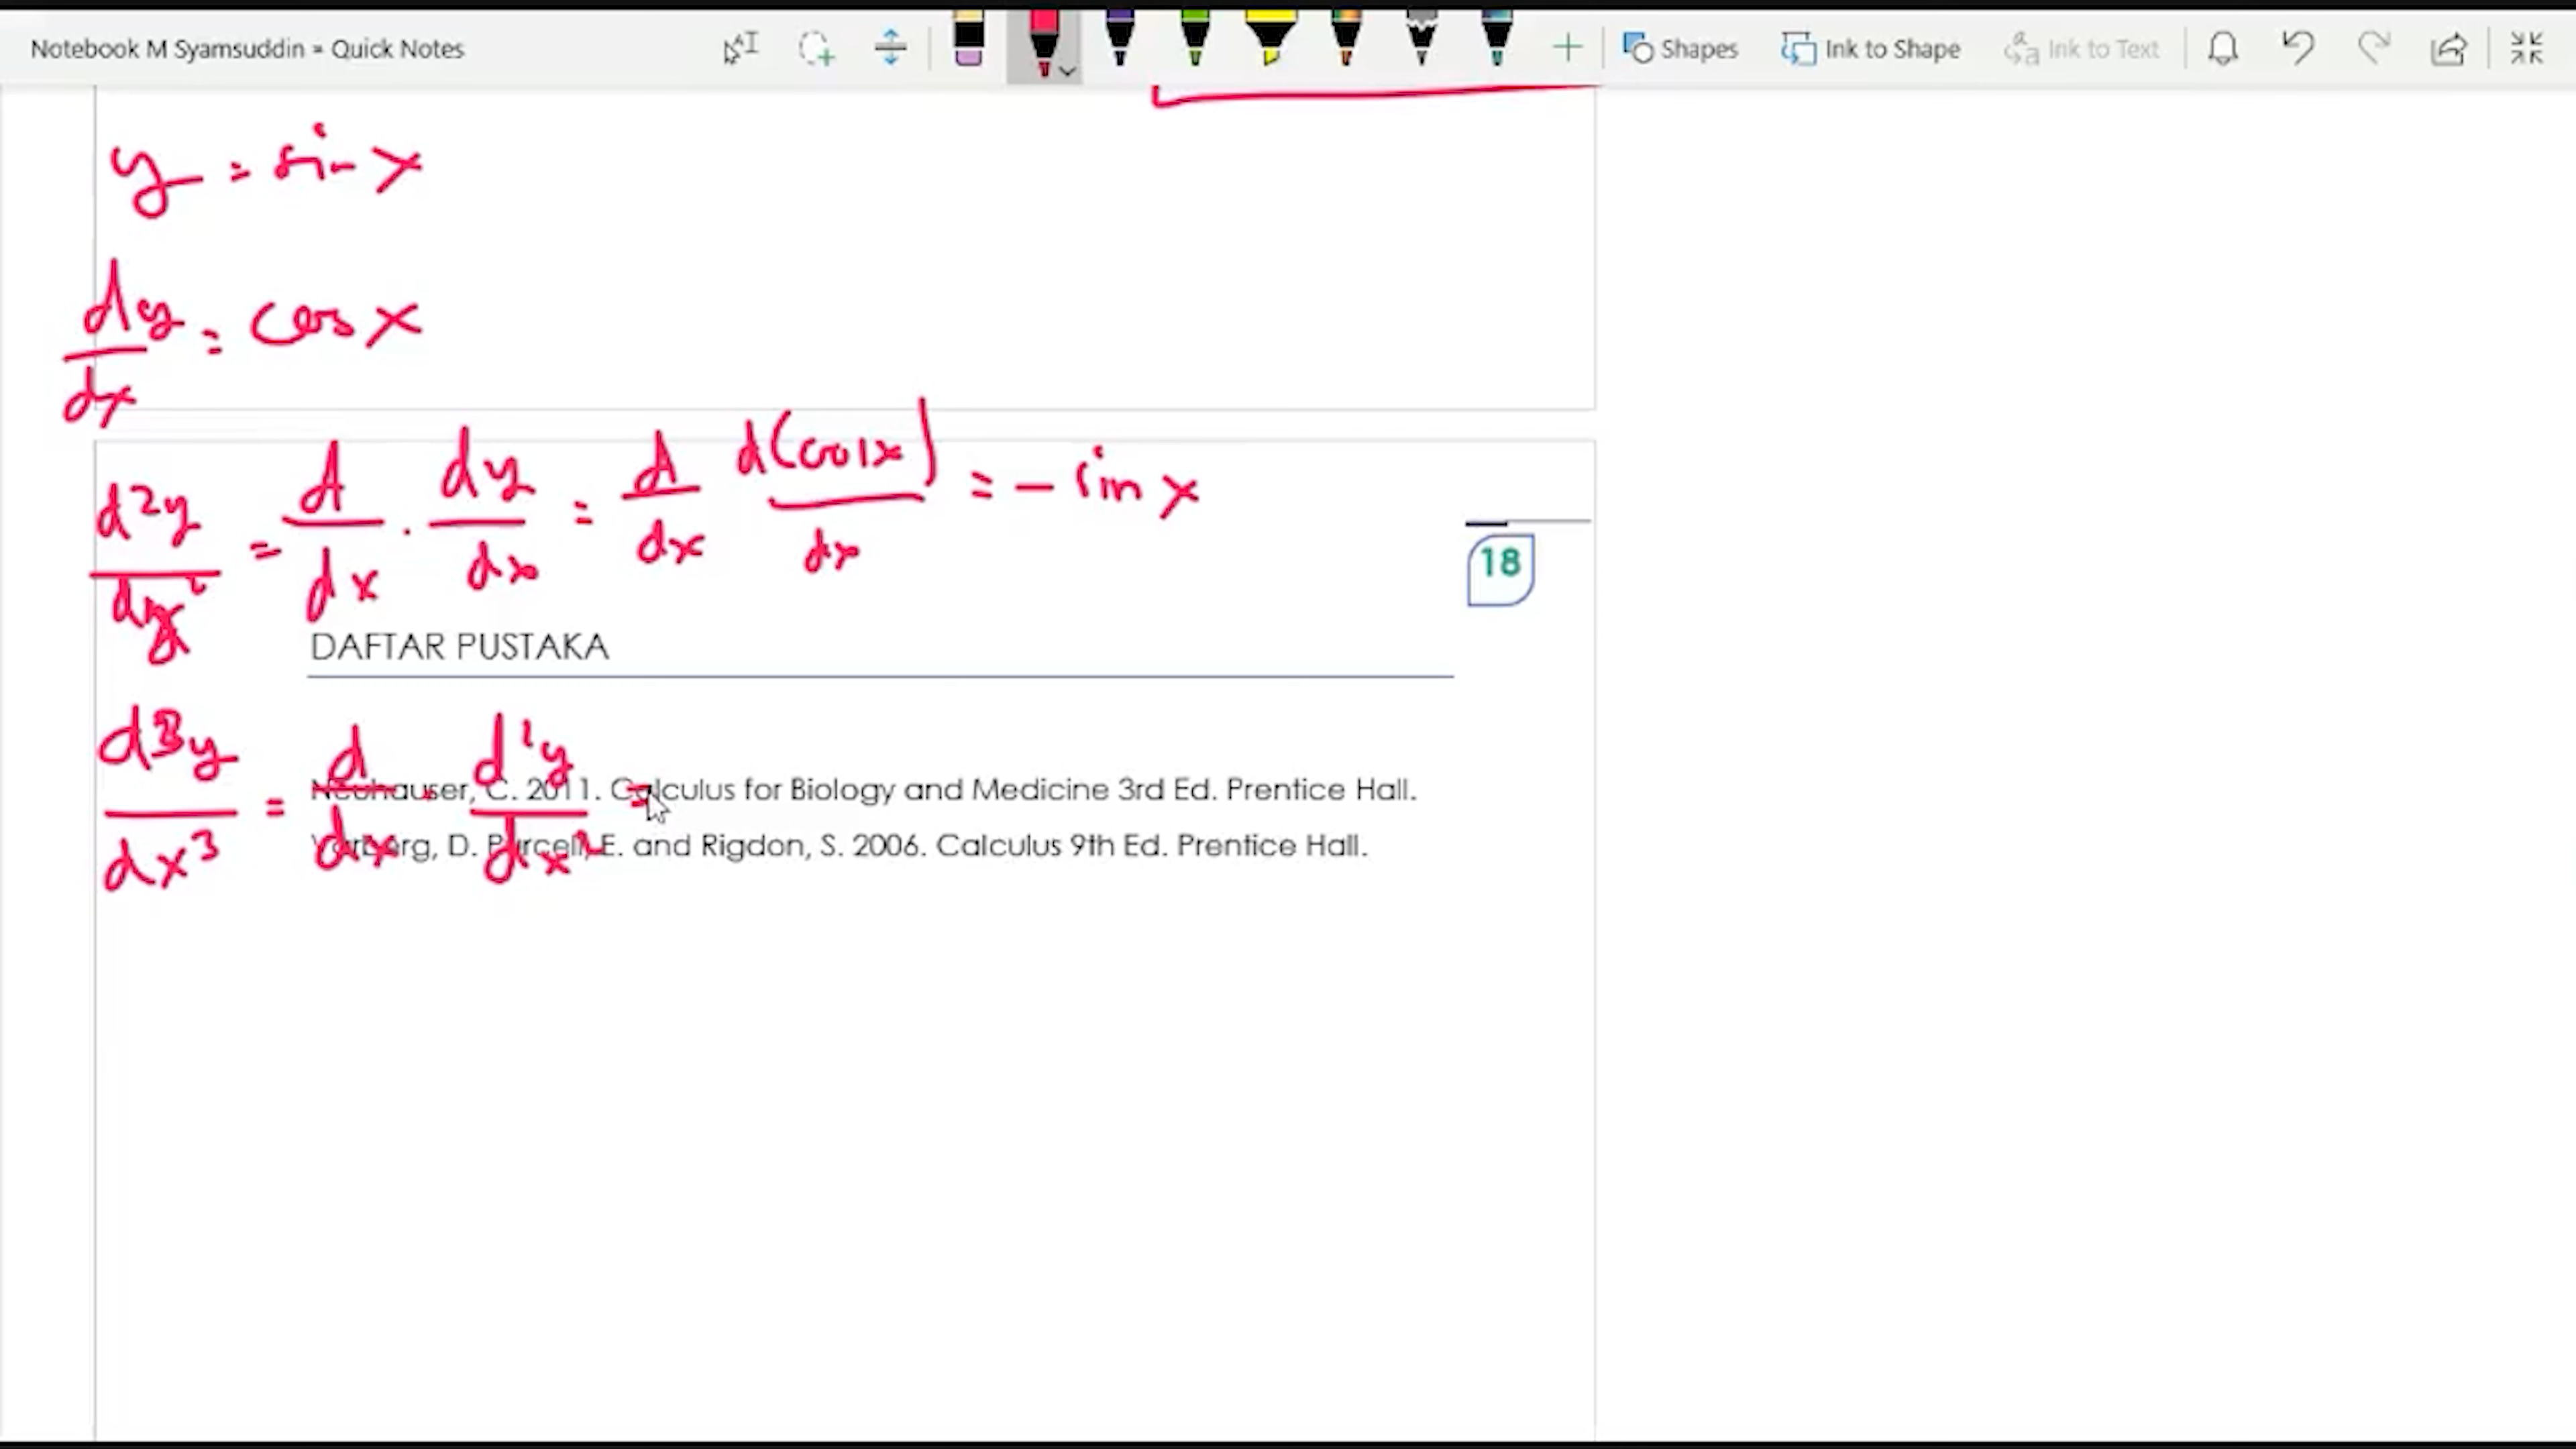 Notebook M Syamsuddin » Quick Notes
Shapes
Ink to Shape
Ink to Text
y = sin x
dy/dx = cos x
d²y/dx² = d/dx · dy/dx = d/dx d(cos x)/dx = - sin x
18
DAFTAR PUSTAKA
d³y/dx³ = d/dx · d²y/dx² =
Neuhauser, C. 2011. Calculus for Biology and Medicine 3rd Ed. Prentice Hall.
Varberg, D. Purcell, E. and Rigdon, S. 2006. Calculus 9th Ed. Prentice Hall.